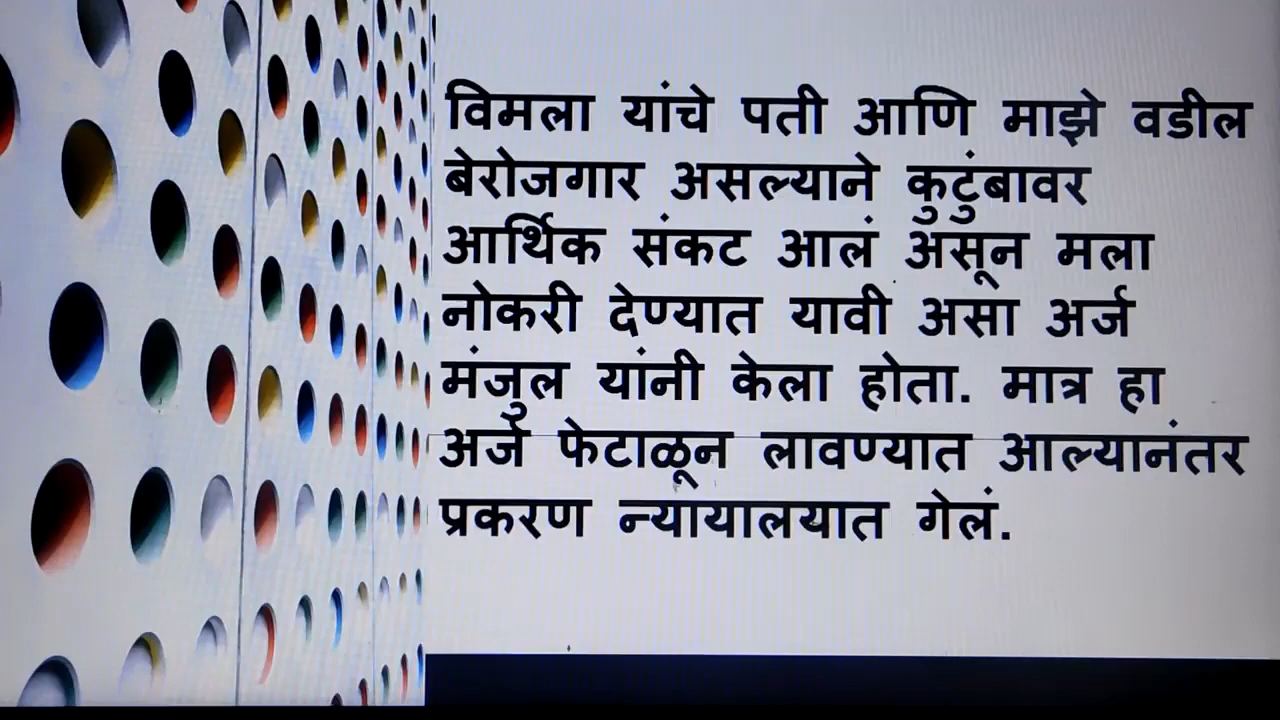 विमला यांचे पती आणि माझे वडील
बेरोजगार असल्याने कुटुंबावर
आर्थिक संकट आलं असून मला
नोकरी देण्यात यावी असा अर्ज
मंजुल यांनी केला होता. मात्र हा
अर्ज फेटाळून लावण्यात आल्यानंतर
प्रकरण न्यायालयात गेलं.